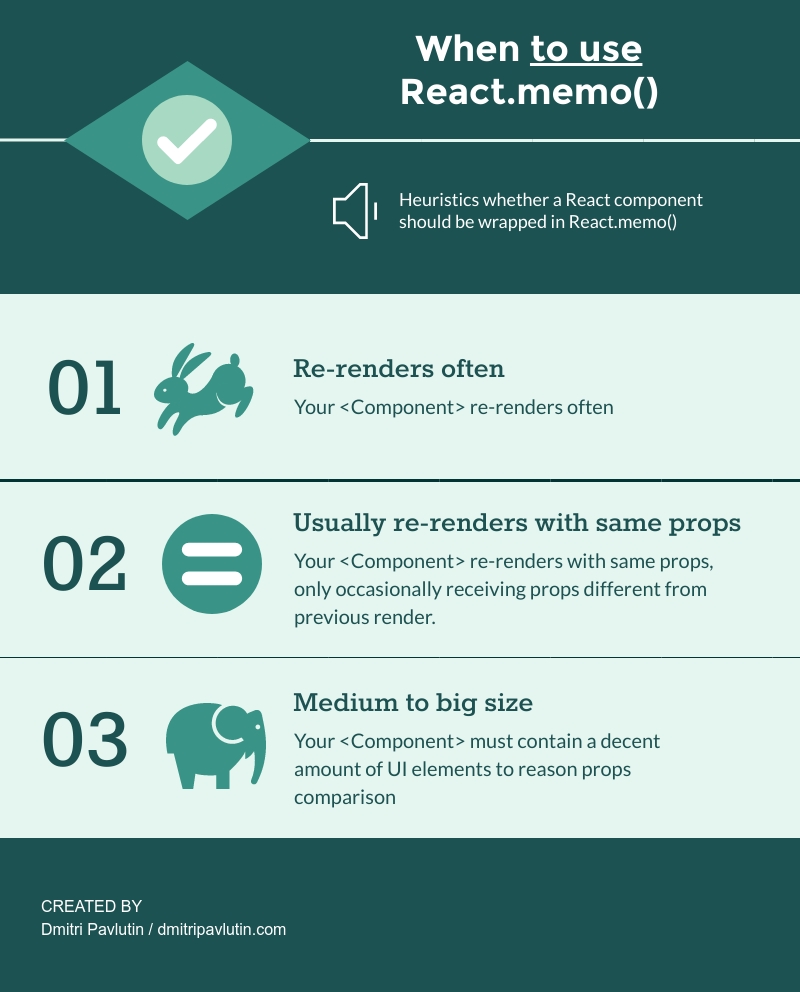 When to use
React.memo()
Heuristics whether a React component
should be wrapped in React.memo()
01
Re-renders often
Your <Component> re-renders often
02
Usually re-renders with same props
Your <Component> re-renders with same props,
only occasionally receiving props different from
previous render.
03
Medium to big size
Your <Component> must contain a decent
amount of UI elements to reason props
comparison
CREATED BY
Dmitri Pavlutin / dmitripavlutin.com